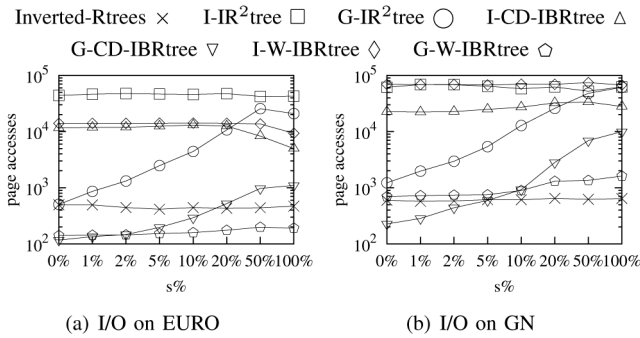 Inverted-Rtrees I-IR²tree G-IR²tree I-CD-IBRtree
G-CD-IBRtree I-W-IBRtree G-W-IBRtree
10⁵
10⁴
10³
10²
page accesses
0% 1% 2% 5% 10% 20% 50% 100%
s%
(a) I/O on EURO
10⁵
10⁴
10³
10²
page accesses
0% 1% 2% 5% 10% 20% 50% 100%
s%
(b) I/O on GN